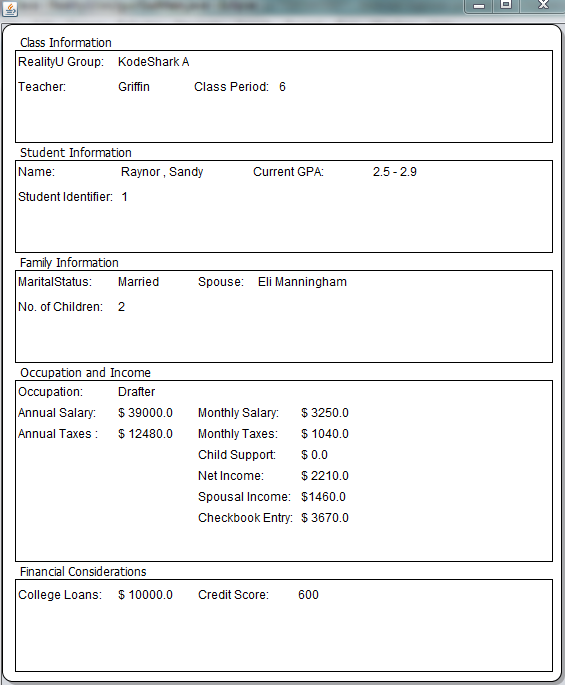 Class Information
RealityU Group: KodeShark A
Teacher: Griffin Class Period: 6
Student Information
Name: Raynor , Sandy Current GPA: 2.5 - 2.9
Student Identifier: 1
Family Information
MaritalStatus: Married Spouse: Eli Manningham
No. of Children: 2
Occupation and Income
Occupation: Drafter
Annual Salary: $ 39000.0 Monthly Salary: $ 3250.0
Annual Taxes : $ 12480.0 Monthly Taxes: $ 1040.0
Child Support: $ 0.0
Net Income: $ 2210.0
Spousal Income: $1460.0
Checkbook Entry: $ 3670.0
Financial Considerations
College Loans: $ 10000.0 Credit Score: 600